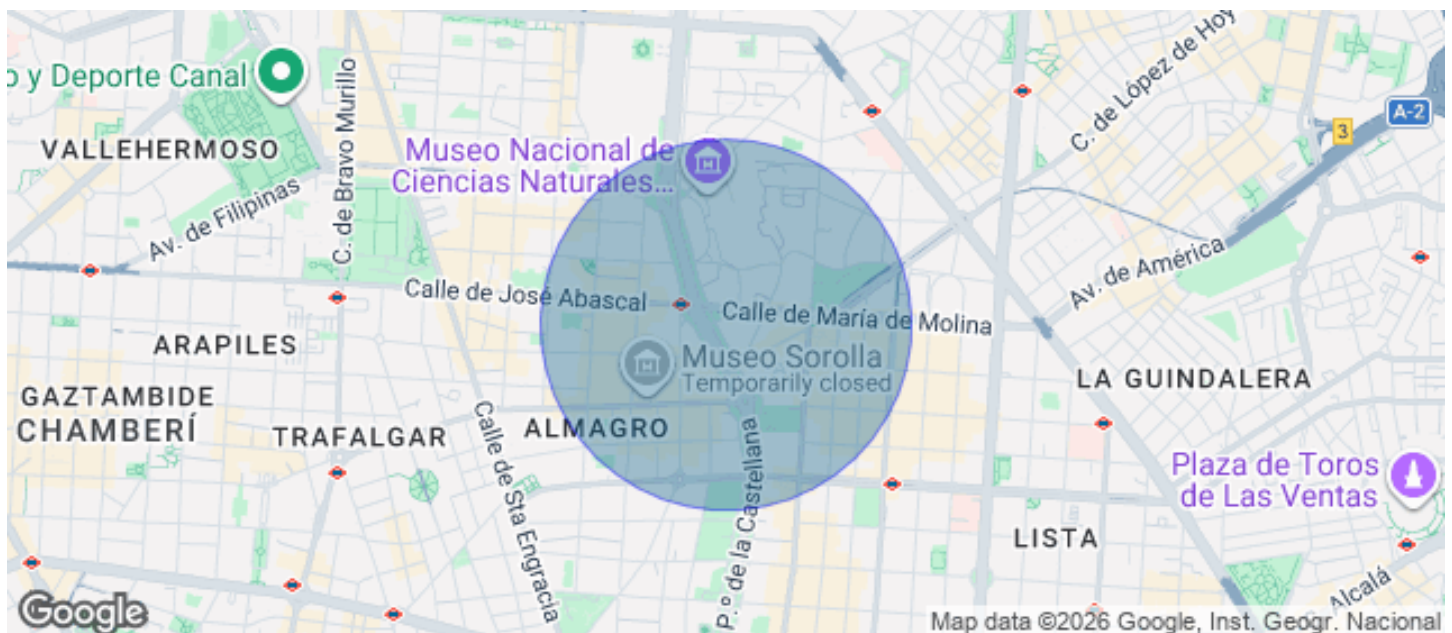 o y Deporte Canal
VALLEHERMOSO
C. de Bravo Murillo
Av. de Filipinas
Museo Nacional de
Ciencias Naturales...
C. de López de Hoy
A-2
3
Av. de América
Calle de José Abascal
Calle de María de Molina
ARAPILES
Museo Sorolla
Temporarily closed
GAZTAMBIDE
CHAMBERÍ
TRAFALGAR
ALMAGRO
LA GUINDALERA
Calle de Sta Engracia
P.º de la Castellana
Plaza de Toros
de Las Ventas
LISTA
Alcalá
Google
Map data ©2026 Google, Inst. Geogr. Nacional